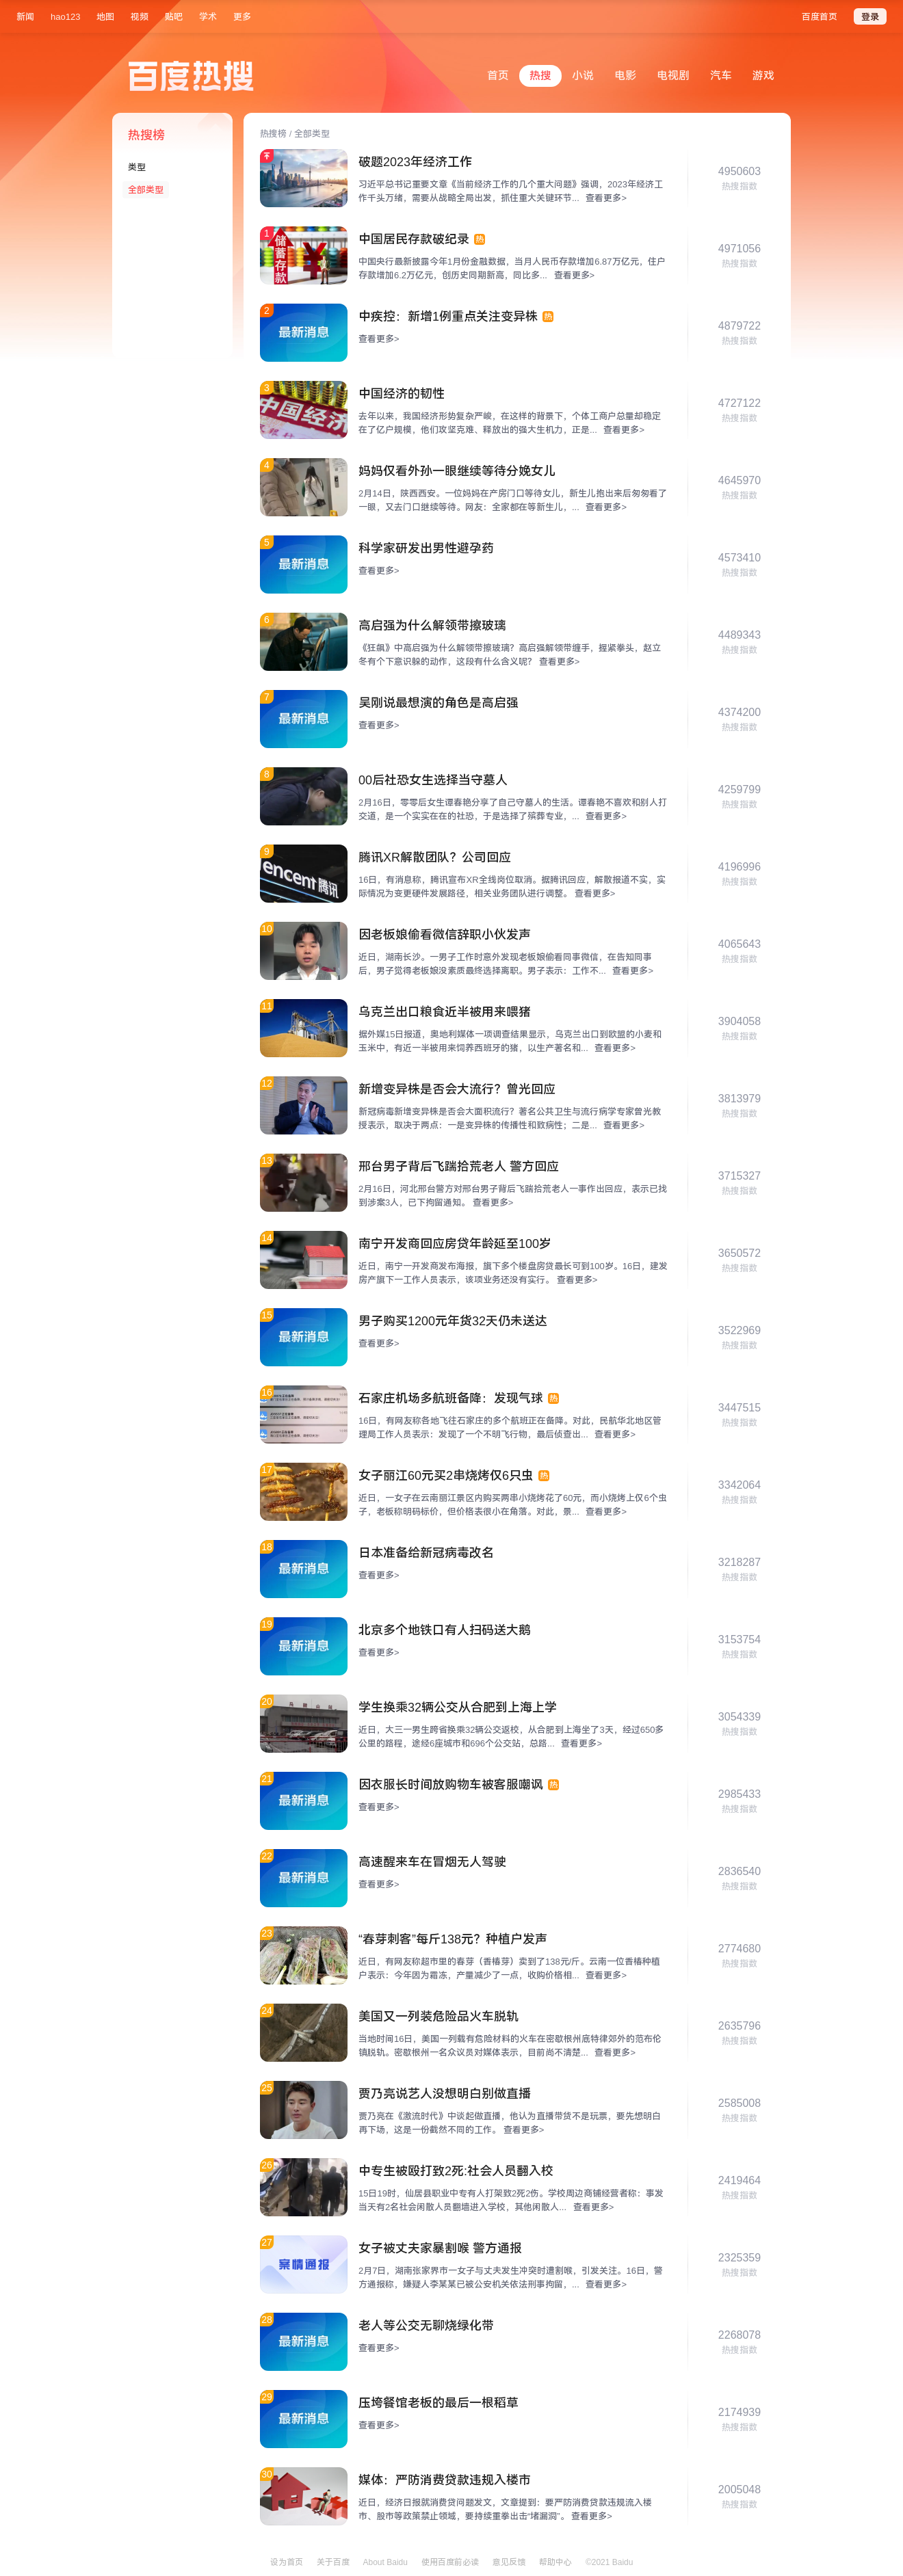 新闻 hao123 地图 视频 贴吧 学术 更多 百度首页 登录
百度热搜
首页 热搜 小说 电影 电视剧 汽车 游戏
热搜榜
类型
全部类型
热搜榜 / 全部类型
破题2023年经济工作
习近平总书记重要文章《当前经济工作的几个重大问题》强调，2023年经济工
作千头万绪，需要从战略全局出发，抓住重大关键环节... 查看更多>
4950603
热搜指数
1
储蓄存款
中国居民存款破纪录 热
中国央行最新披露今年1月份金融数据，当月人民币存款增加6.87万亿元，住户
存款增加6.2万亿元，创历史同期新高，同比多... 查看更多>
4971056
热搜指数
2
最新消息
中疾控：新增1例重点关注变异株 热
查看更多>
4879722
热搜指数
3
中国经济
中国经济的韧性
去年以来，我国经济形势复杂严峻，在这样的背景下，个体工商户总量却稳定
在了亿户规模，他们攻坚克难、释放出的强大生机力，正是... 查看更多>
4727122
热搜指数
4
妈妈仅看外孙一眼继续等待分娩女儿
2月14日，陕西西安。一位妈妈在产房门口等待女儿，新生儿抱出来后匆匆看了
一眼，又去门口继续等待。网友：全家都在等新生儿，... 查看更多>
4645970
热搜指数
5
最新消息
科学家研发出男性避孕药
查看更多>
4573410
热搜指数
6
高启强为什么解领带擦玻璃
《狂飙》中高启强为什么解领带擦玻璃？高启强解领带缠手，握紧拳头，赵立
冬有个下意识躲的动作，这段有什么含义呢？ 查看更多>
4489343
热搜指数
7
最新消息
吴刚说最想演的角色是高启强
查看更多>
4374200
热搜指数
8
00后社恐女生选择当守墓人
2月16日，零零后女生谭春艳分享了自己守墓人的生活。谭春艳不喜欢和别人打
交道，是一个实实在在的社恐，于是选择了殡葬专业，... 查看更多>
4259799
热搜指数
9
encent 腾讯
腾讯XR解散团队？公司回应
16日，有消息称，腾讯宣布XR全线岗位取消。据腾讯回应，解散报道不实，实
际情况为变更硬件发展路径，相关业务团队进行调整。 查看更多>
4196996
热搜指数
10
因老板娘偷看微信辞职小伙发声
近日，湖南长沙。一男子工作时意外发现老板娘偷看同事微信，在告知同事
后，男子觉得老板娘没素质最终选择离职。男子表示：工作不... 查看更多>
4065643
热搜指数
11
乌克兰出口粮食近半被用来喂猪
据外媒15日报道，奥地利媒体一项调查结果显示，乌克兰出口到欧盟的小麦和
玉米中，有近一半被用来饲养西班牙的猪，以生产著名和... 查看更多>
3904058
热搜指数
12
新增变异株是否会大流行？曾光回应
新冠病毒新增变异株是否会大面积流行？著名公共卫生与流行病学专家曾光教
授表示，取决于两点：一是变异株的传播性和致病性；二是... 查看更多>
3813979
热搜指数
13
邢台男子背后飞踹拾荒老人 警方回应
2月16日，河北邢台警方对邢台男子背后飞踹拾荒老人一事作出回应，表示已找
到涉案3人，已下拘留通知。 查看更多>
3715327
热搜指数
14
南宁开发商回应房贷年龄延至100岁
近日，南宁一开发商发布海报，旗下多个楼盘房贷最长可到100岁。16日，建发
房产旗下一工作人员表示，该项业务还没有实行。 查看更多>
3650572
热搜指数
15
最新消息
男子购买1200元年货32天仍未送达
查看更多>
3522969
热搜指数
16
石家庄机场多航班备降：发现气球 热
16日，有网友称各地飞往石家庄的多个航班正在备降。对此，民航华北地区管
理局工作人员表示：发现了一个不明飞行物，最后侦查出... 查看更多>
3447515
热搜指数
17
女子丽江60元买2串烧烤仅6只虫 热
近日，一女子在云南丽江景区内购买两串小烧烤花了60元，而小烧烤上仅6个虫
子，老板称明码标价，但价格表很小在角落。对此，景... 查看更多>
3342064
热搜指数
18
最新消息
日本准备给新冠病毒改名
查看更多>
3218287
热搜指数
19
最新消息
北京多个地铁口有人扫码送大鹅
查看更多>
3153754
热搜指数
20
学生换乘32辆公交从合肥到上海上学
近日，大三一男生跨省换乘32辆公交返校，从合肥到上海坐了3天，经过650多
公里的路程，途经6座城市和696个公交站，总路... 查看更多>
3054339
热搜指数
21
最新消息
因衣服长时间放购物车被客服嘲讽 热
查看更多>
2985433
热搜指数
22
最新消息
高速醒来车在冒烟无人驾驶
查看更多>
2836540
热搜指数
23
“春芽刺客”每斤138元？种植户发声
近日，有网友称超市里的春芽（香椿芽）卖到了138元/斤。云南一位香椿种植
户表示：今年因为霜冻，产量减少了一点，收购价格相... 查看更多>
2774680
热搜指数
24
美国又一列装危险品火车脱轨
当地时间16日，美国一列载有危险材料的火车在密歇根州底特律郊外的范布伦
镇脱轨。密歇根州一名众议员对媒体表示，目前尚不清楚... 查看更多>
2635796
热搜指数
25
贾乃亮说艺人没想明白别做直播
贾乃亮在《激流时代》中谈起做直播，他认为直播带货不是玩票，要先想明白
再下场，这是一份截然不同的工作。 查看更多>
2585008
热搜指数
26
中专生被殴打致2死:社会人员翻入校
15日19时，仙居县职业中专有人打架致2死2伤。学校周边商铺经营者称：事发
当天有2名社会闲散人员翻墙进入学校，其他闲散人... 查看更多>
2419464
热搜指数
27
案情通报
女子被丈夫家暴割喉 警方通报
2月7日，湖南张家界市一女子与丈夫发生冲突时遭割喉，引发关注。16日，警
方通报称，嫌疑人李某某已被公安机关依法刑事拘留，... 查看更多>
2325359
热搜指数
28
最新消息
老人等公交无聊烧绿化带
查看更多>
2268078
热搜指数
29
最新消息
压垮餐馆老板的最后一根稻草
查看更多>
2174939
热搜指数
30
媒体：严防消费贷款违规入楼市
近日，经济日报就消费贷问题发文，文章提到：要严防消费贷款违规流入楼
市、股市等政策禁止领域，要持续重拳出击“堵漏洞”。 查看更多>
2005048
热搜指数
设为首页 关于百度 About Baidu 使用百度前必读 意见反馈 帮助中心 ©2021 Baidu